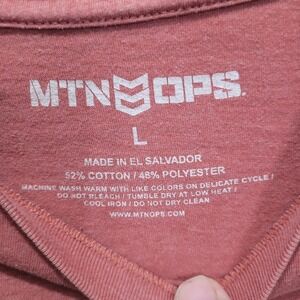 MTN OPS.
L
MADE IN EL SALVADOR
52% COTTON / 48% POLYESTER
MACHINE WASH WARM WITH LIKE COLORS ON DELICATE CYCLE /
DO NOT BLEACH / TUMBLE DRY AT LOW HEAT /
COOL IRON / DO NOT DRY CLEAN
WWW.MTNOPS.COM